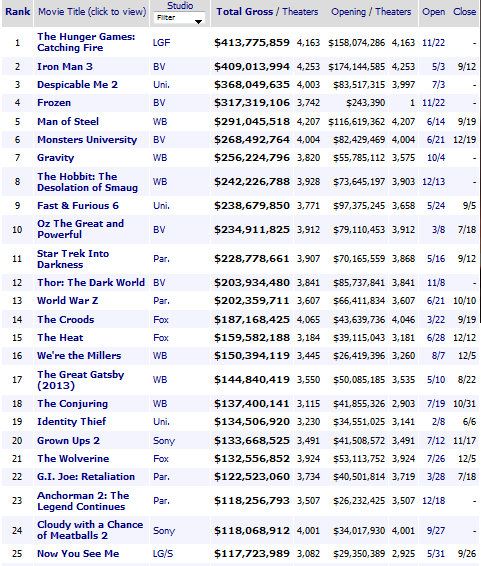 Rank Movie Title (click to view) Studio Total Gross / Theaters Opening / Theaters Open Close
Filter
1 The Hunger Games: Catching Fire LGF $413,775,859 4,163 $158,074,286 4,163 11/22 -
2 Iron Man 3 BV $409,013,994 4,253 $174,144,585 4,253 5/3 9/12
3 Despicable Me 2 Uni. $368,049,635 4,003 $83,517,315 3,997 7/3 -
4 Frozen BV $317,319,106 3,742 $243,390 1 11/22 -
5 Man of Steel WB $291,045,518 4,207 $116,619,362 4,207 6/14 9/19
6 Monsters University BV $268,492,764 4,004 $82,429,469 4,004 6/21 12/19
7 Gravity WB $256,224,796 3,820 $55,785,112 3,575 10/4 -
8 The Hobbit: The Desolation of Smaug WB $242,226,788 3,928 $73,645,197 3,903 12/13 -
9 Fast & Furious 6 Uni. $238,679,850 3,771 $97,375,245 3,658 5/24 9/5
10 Oz The Great and Powerful BV $234,911,825 3,912 $79,110,453 3,912 3/8 7/18
11 Star Trek Into Darkness Par. $228,778,661 3,907 $70,165,559 3,868 5/16 9/12
12 Thor: The Dark World BV $203,934,480 3,841 $85,737,841 3,841 11/8 -
13 World War Z Par. $202,359,711 3,607 $66,411,834 3,607 6/21 10/10
14 The Croods Fox $187,168,425 4,065 $43,639,736 4,046 3/22 9/19
15 The Heat Fox $159,582,188 3,184 $39,115,043 3,181 6/28 12/12
16 We're the Millers WB $150,394,119 3,445 $26,419,396 3,260 8/7 12/5
17 The Great Gatsby (2013) WB $144,840,419 3,550 $50,085,185 3,535 5/10 8/22
18 The Conjuring WB $137,400,141 3,115 $41,855,326 2,903 7/19 10/31
19 Identity Thief Uni. $134,506,920 3,230 $34,551,025 3,141 2/8 6/6
20 Grown Ups 2 Sony $133,668,525 3,491 $41,508,572 3,491 7/12 11/17
21 The Wolverine Fox $132,556,852 3,924 $53,113,752 3,924 7/26 12/5
22 G.I. Joe: Retaliation Par. $122,523,060 3,734 $40,501,814 3,719 3/28 7/18
23 Anchorman 2: The Legend Continues Par. $118,256,793 3,507 $26,232,425 3,507 12/18 -
24 Cloudy with a Chance of Meatballs 2 Sony $118,068,912 4,001 $34,017,930 4,001 9/27 -
25 Now You See Me LG/S $117,723,989 3,082 $29,350,389 2,925 5/31 9/26